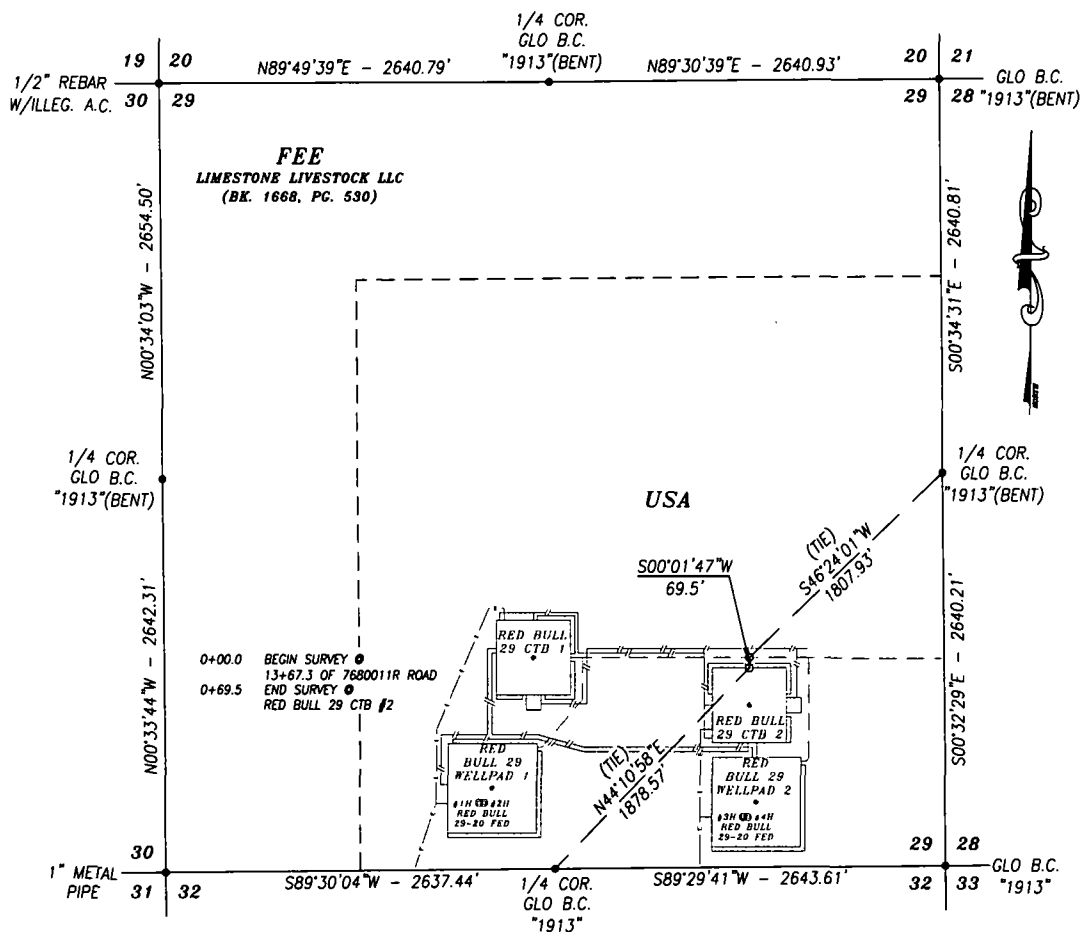 1/4 COR.
GLO B.C.
"1913"(BENT)
19 20
N89°49'39"E - 2640.79'
N89°30'39"E - 2640.93'
20 21
1/2" REBAR
W/ILLEG. A.C.
30 29
29 28
GLO B.C.
"1913"(BENT)
FEE
LIMESTONE LIVESTOCK LLC
(BK. 1668, PG. 530)
N00°34'03"W - 2654.50'
S00°34'31"E - 2640.81'
NORTH
1/4 COR.
GLO B.C.
"1913"(BENT)
1/4 COR.
GLO B.C.
"1913"(BENT)
USA
(TIE)
S46°24'01"W
1807.93'
S00°01'47"W
69.5'
N00°33'44"W - 2642.31'
S00°32'29"E - 2640.21'
0+00.0 BEGIN SURVEY @
13+67.3 OF 7680011R ROAD
0+69.5 END SURVEY @
RED BULL 29 CTB #2
RED BULL
29 CTB 1
RED BULL
29 CTB 2
RED
BULL 29
WELLPAD 1
#1H #2H
RED BULL
29-20 FED
(TIE)
N44°10'58"E
1878.57'
RED
BULL 29
WELLPAD 2
#3H #4H
RED BULL
29-20 FED
30
29 28
1" METAL
PIPE
31 32
S89°30'04"W - 2637.44'
1/4 COR.
GLO B.C.
"1913"
S89°29'41"W - 2643.61'
32 33
GLO B.C.
"1913"